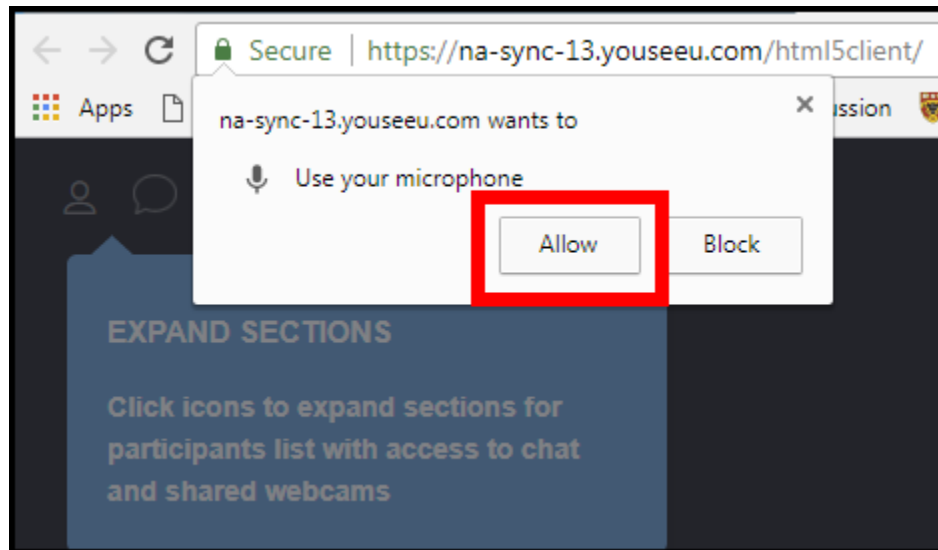 Secure | https://na-sync-13.youseeu.com/html5client/
Apps
ussion
na-sync-13.youseeu.com wants to
Use your microphone
Allow
Block
EXPAND SECTIONS
Click icons to expand sections for
participants list with access to chat
and shared webcams